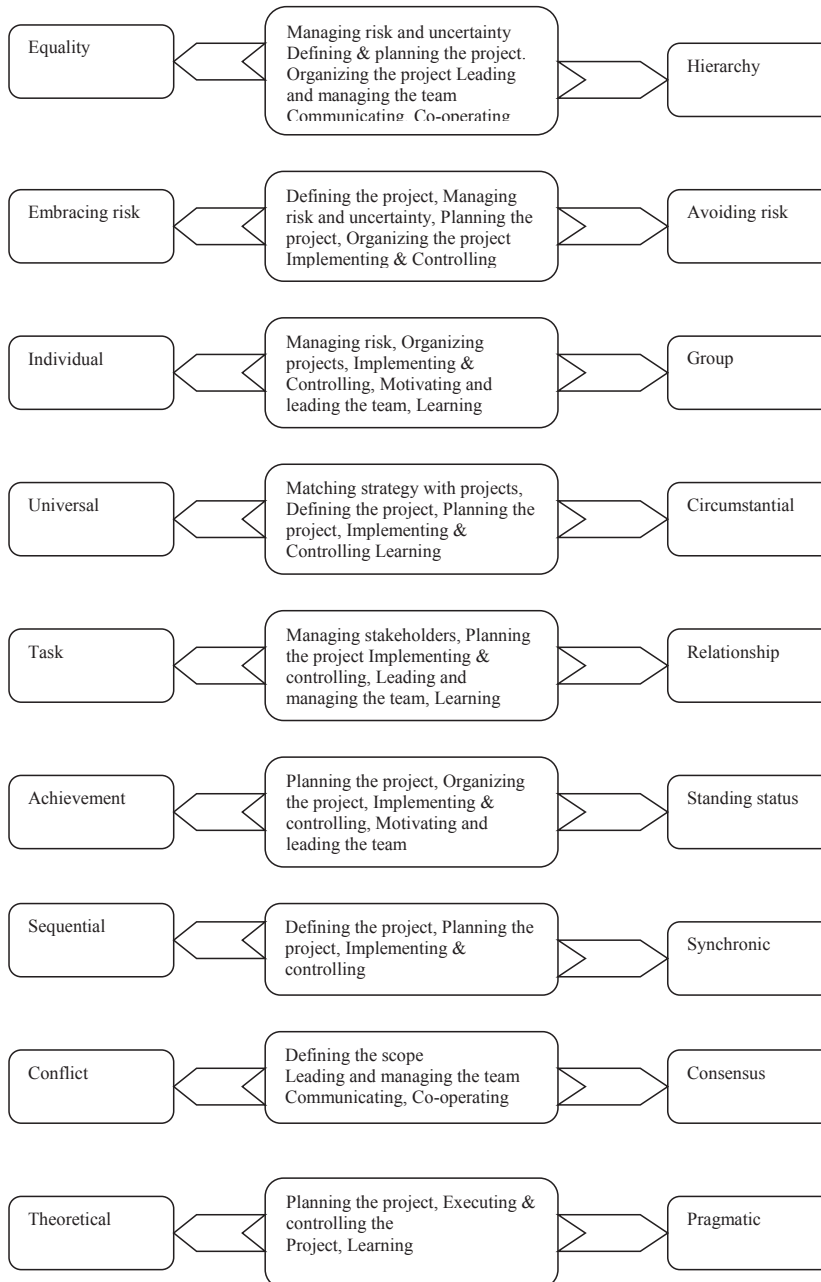 Equality
Managing risk and uncertainty
Defining & planning the project.
Organizing the project Leading
and managing the team
Communicating, Co-operating
Hierarchy
Embracing risk
Defining the project, Managing
risk and uncertainty, Planning the
project, Organizing the project
Implementing & Controlling
Avoiding risk
Individual
Managing risk, Organizing
projects, Implementing &
Controlling, Motivating and
leading the team, Learning
Group
Universal
Matching strategy with projects,
Defining the project, Planning the
project, Implementing &
Controlling Learning
Circumstantial
Task
Managing stakeholders, Planning
the project Implementing &
controlling, Leading and
managing the team, Learning
Relationship
Achievement
Planning the project, Organizing
the project, Implementing &
controlling, Motivating and
leading the team
Standing status
Sequential
Defining the project, Planning the
project, Implementing &
controlling
Synchronic
Conflict
Defining the scope
Leading and managing the team
Communicating, Co-operating
Consensus
Theoretical
Planning the project, Executing &
controlling the
Project, Learning
Pragmatic